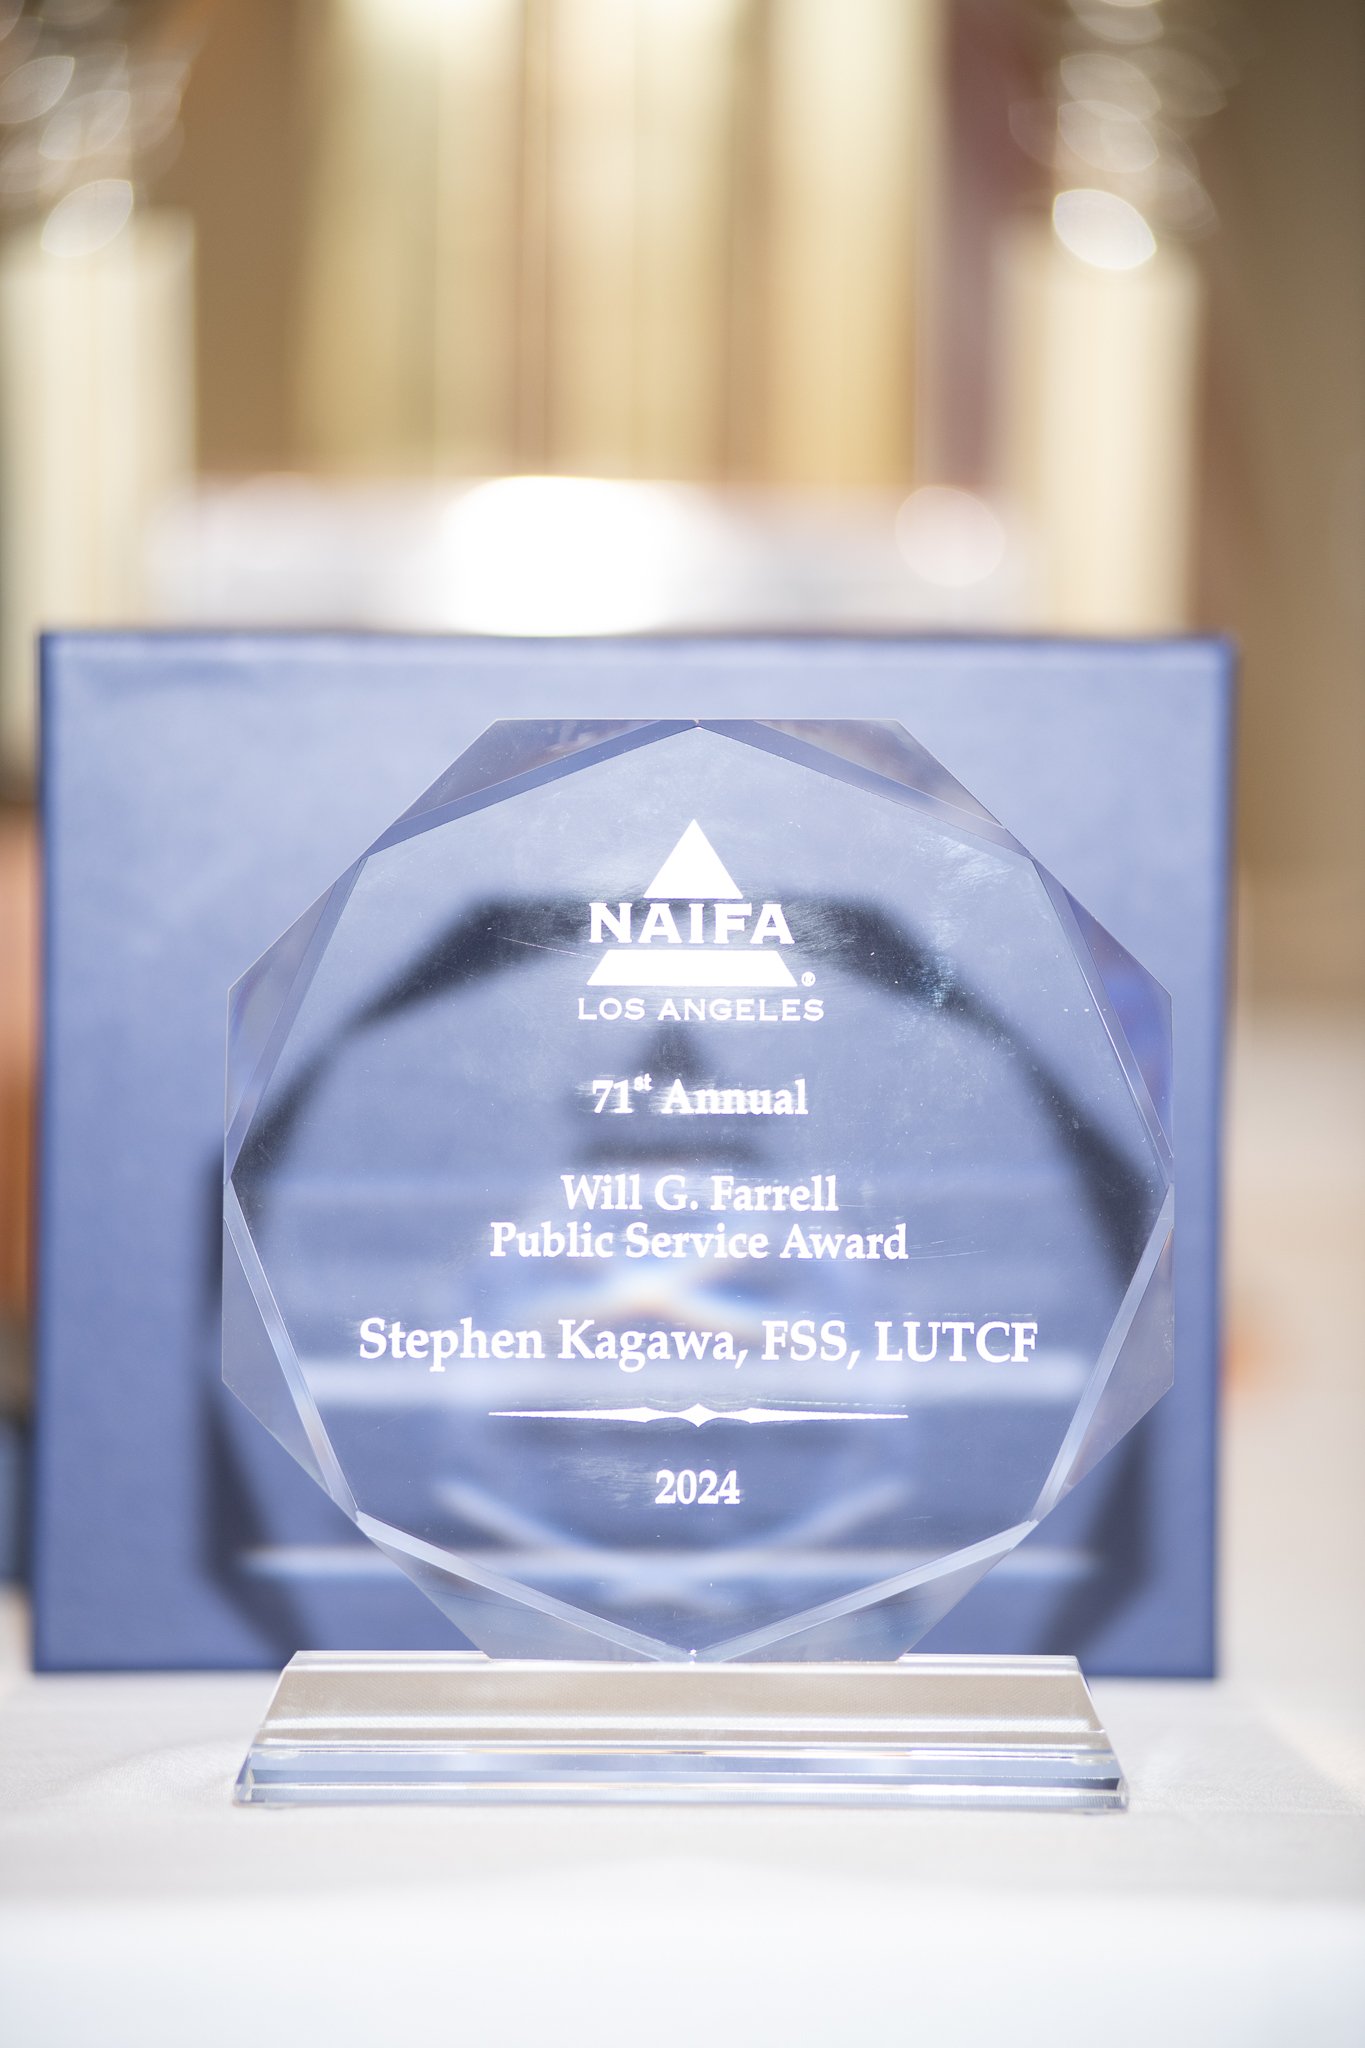 NAIFA®
LOS ANGELES
71st Annual
Will G. Farrell
Public Service Award
Stephen Kagawa, FSS, LUTCF
2024